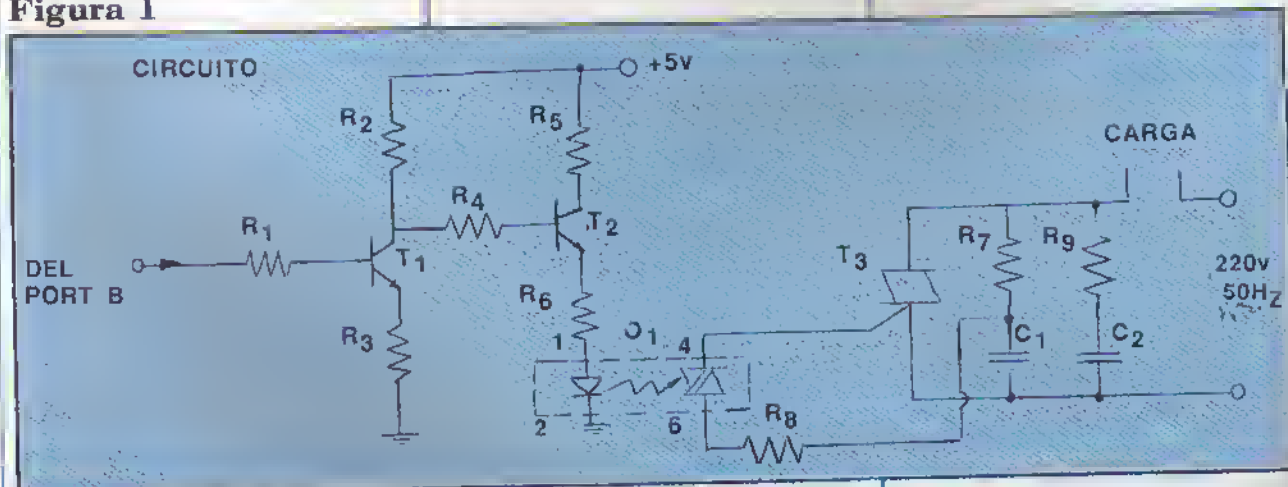 Figura 1
CIRCUITO
+5v
R2
R5
CARGA
R4
R1
T2
T1
T3
R7
R9
DEL
PORT B
220v
50Hz
R6
R3
1
O1
4
C1
C2
2
6
R8